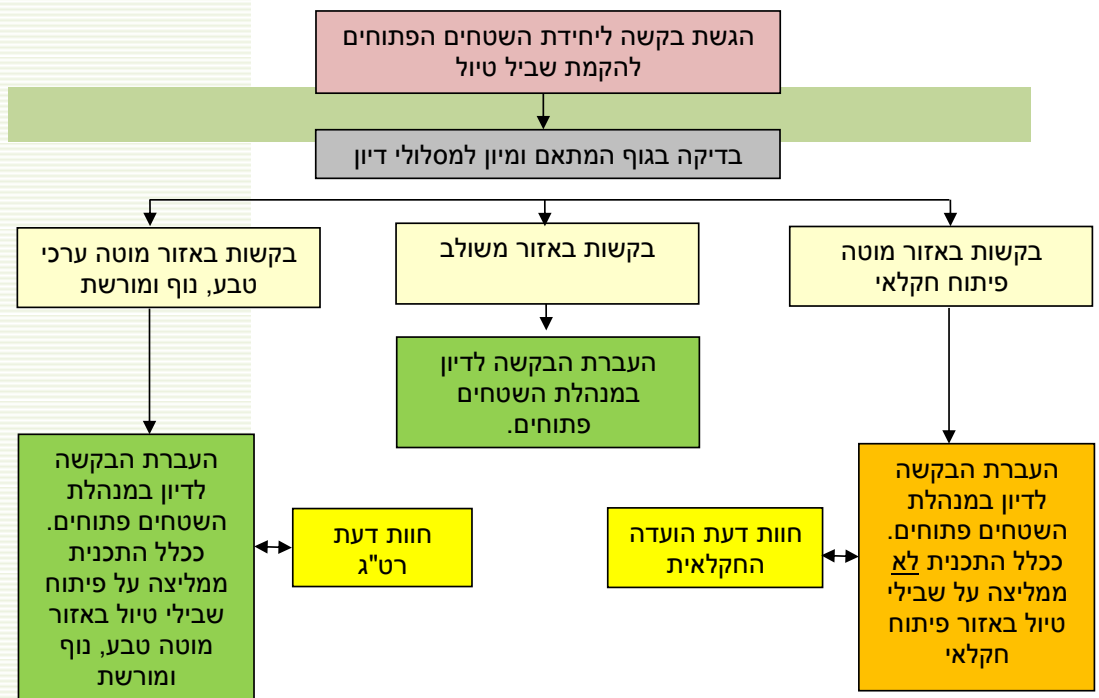 הגשת בקשה ליחידת השטחים הפתוחים
להקמת שביל טיול
בדיקה בגוף המתאם ומיון למסלולי דיון
בקשות באזור מוטה
פיתוח חקלאי
בקשות באזור משולב
בקשות באזור מוטה ערכי
טבע, נוף ומורשת
העברת הבקשה לדיון
במנהלת השטחים
פתוחים.
העברת הבקשה
לדיון במנהלת
השטחים פתוחים.
ככלל התכנית לא
ממליצה על שבילי
טיול באזור פיתוח
חקלאי
חוות דעת הועדה
החקלאית
חוות דעת
רט"ג
העברת הבקשה
לדיון במנהלת
השטחים פתוחים.
ככלל התכנית
ממליצה על פיתוח
שבילי טיול באזור
מוטה טבע, נוף
ומורשת